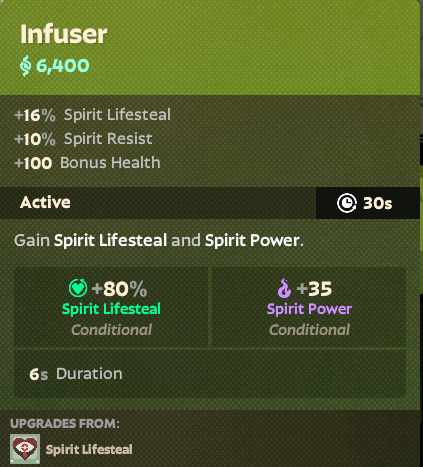 Infuser
6,400
+16% Spirit Lifesteal
+10% Spirit Resist
+100 Bonus Health
Active 30s
Gain Spirit Lifesteal and Spirit Power.
+80% +35
Spirit Lifesteal Spirit Power
Conditional Conditional
6s Duration
UPGRADES FROM:
Spirit Lifesteal